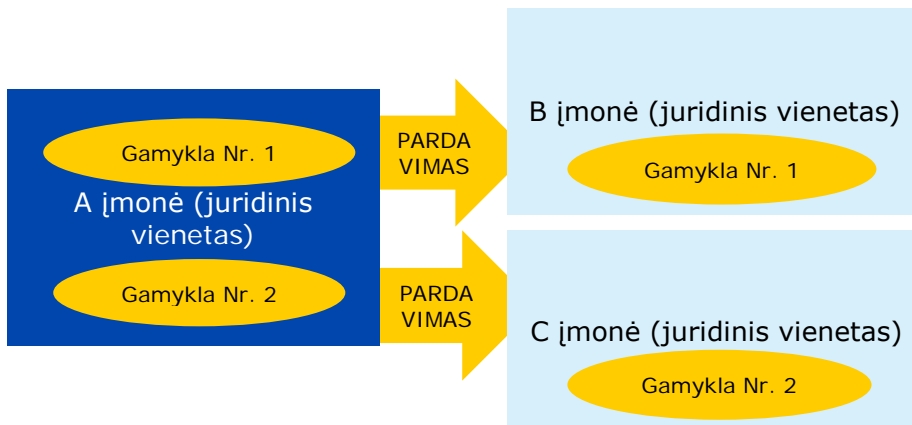 Gamykla Nr. 1
A įmonė (juridinis
vienetas)
Gamykla Nr. 2
PARDA
VIMAS
PARDA
VIMAS
B įmonė (juridinis vienetas)
Gamykla Nr. 1
C įmonė (juridinis vienetas)
Gamykla Nr. 2